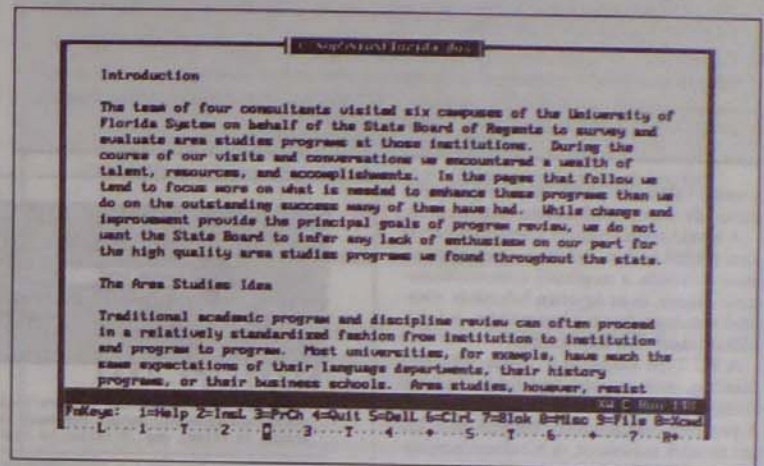 Introduction
The team of four consultants visited six campuses of the University of
Florida System on behalf of the State Board of Regents to survey and
evaluate area studies programs at those institutions. During the
course of our visits and conversations we encountered a wealth of
talent, resources, and accomplishments. In the pages that follow we
tend to focus more on what is needed to enhance these programs than we
do on the outstanding success many of them have had. While change and
improvement provide the principal goals of program review, we do not
want the State Board to infer any lack of enthusiasm on our part for
the high quality area studies programs we found throughout the state.
The Area Studies Idea
Traditional academic program and discipline review can often proceed
in a relatively standardized fashion from institution to institution
and program to program. Most universities, for example, have much the
same expectations of their language departments, their history
programs, or their business schools. Area studies, however, resist
FnKeys: 1=Help 2=InsL 3=PrCh 4=Quit 5=DelL 6=ClrL 7=Blok 8=Misc 9=File 0=Xcmd
L····1····T····2····3····T····4····+····5····T····6····+····7····R+